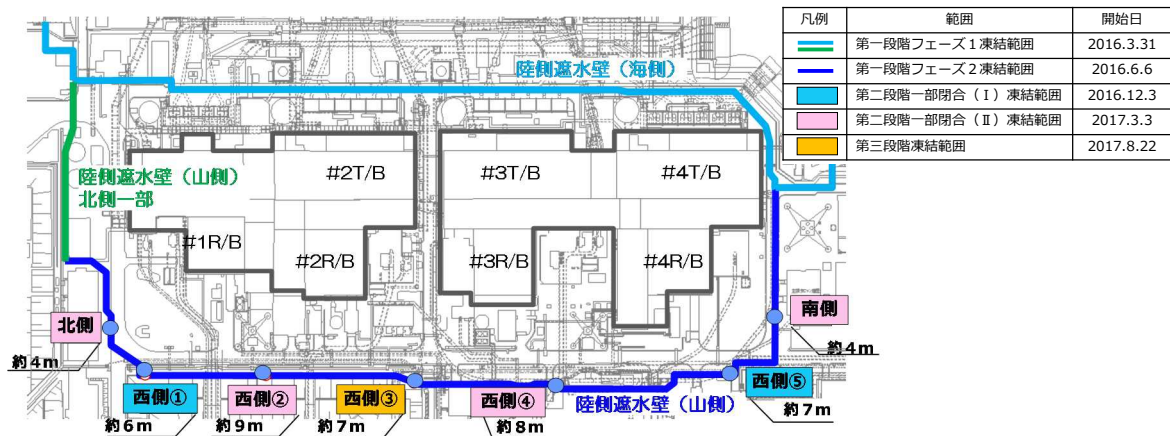 凡例 範囲 開始日
第一段階フェーズ１凍結範囲 2016.3.31
第一段階フェーズ２凍結範囲 2016.6.6
第二段階一部閉合（Ⅰ）凍結範囲 2016.12.3
第二段階一部閉合（Ⅱ）凍結範囲 2017.3.3
第三段階凍結範囲 2017.8.22
陸側遮水壁（海側）
陸側遮水壁（山側）
北側一部
#2T/B
#3T/B
#4T/B
#1R/B
#2R/B
#3R/B
#4R/B
北側
約4m
南側
約4m
西側①
約6m
西側②
約9m
西側③
約7m
西側④
約8m
陸側遮水壁（山側）
西側⑤
約7m